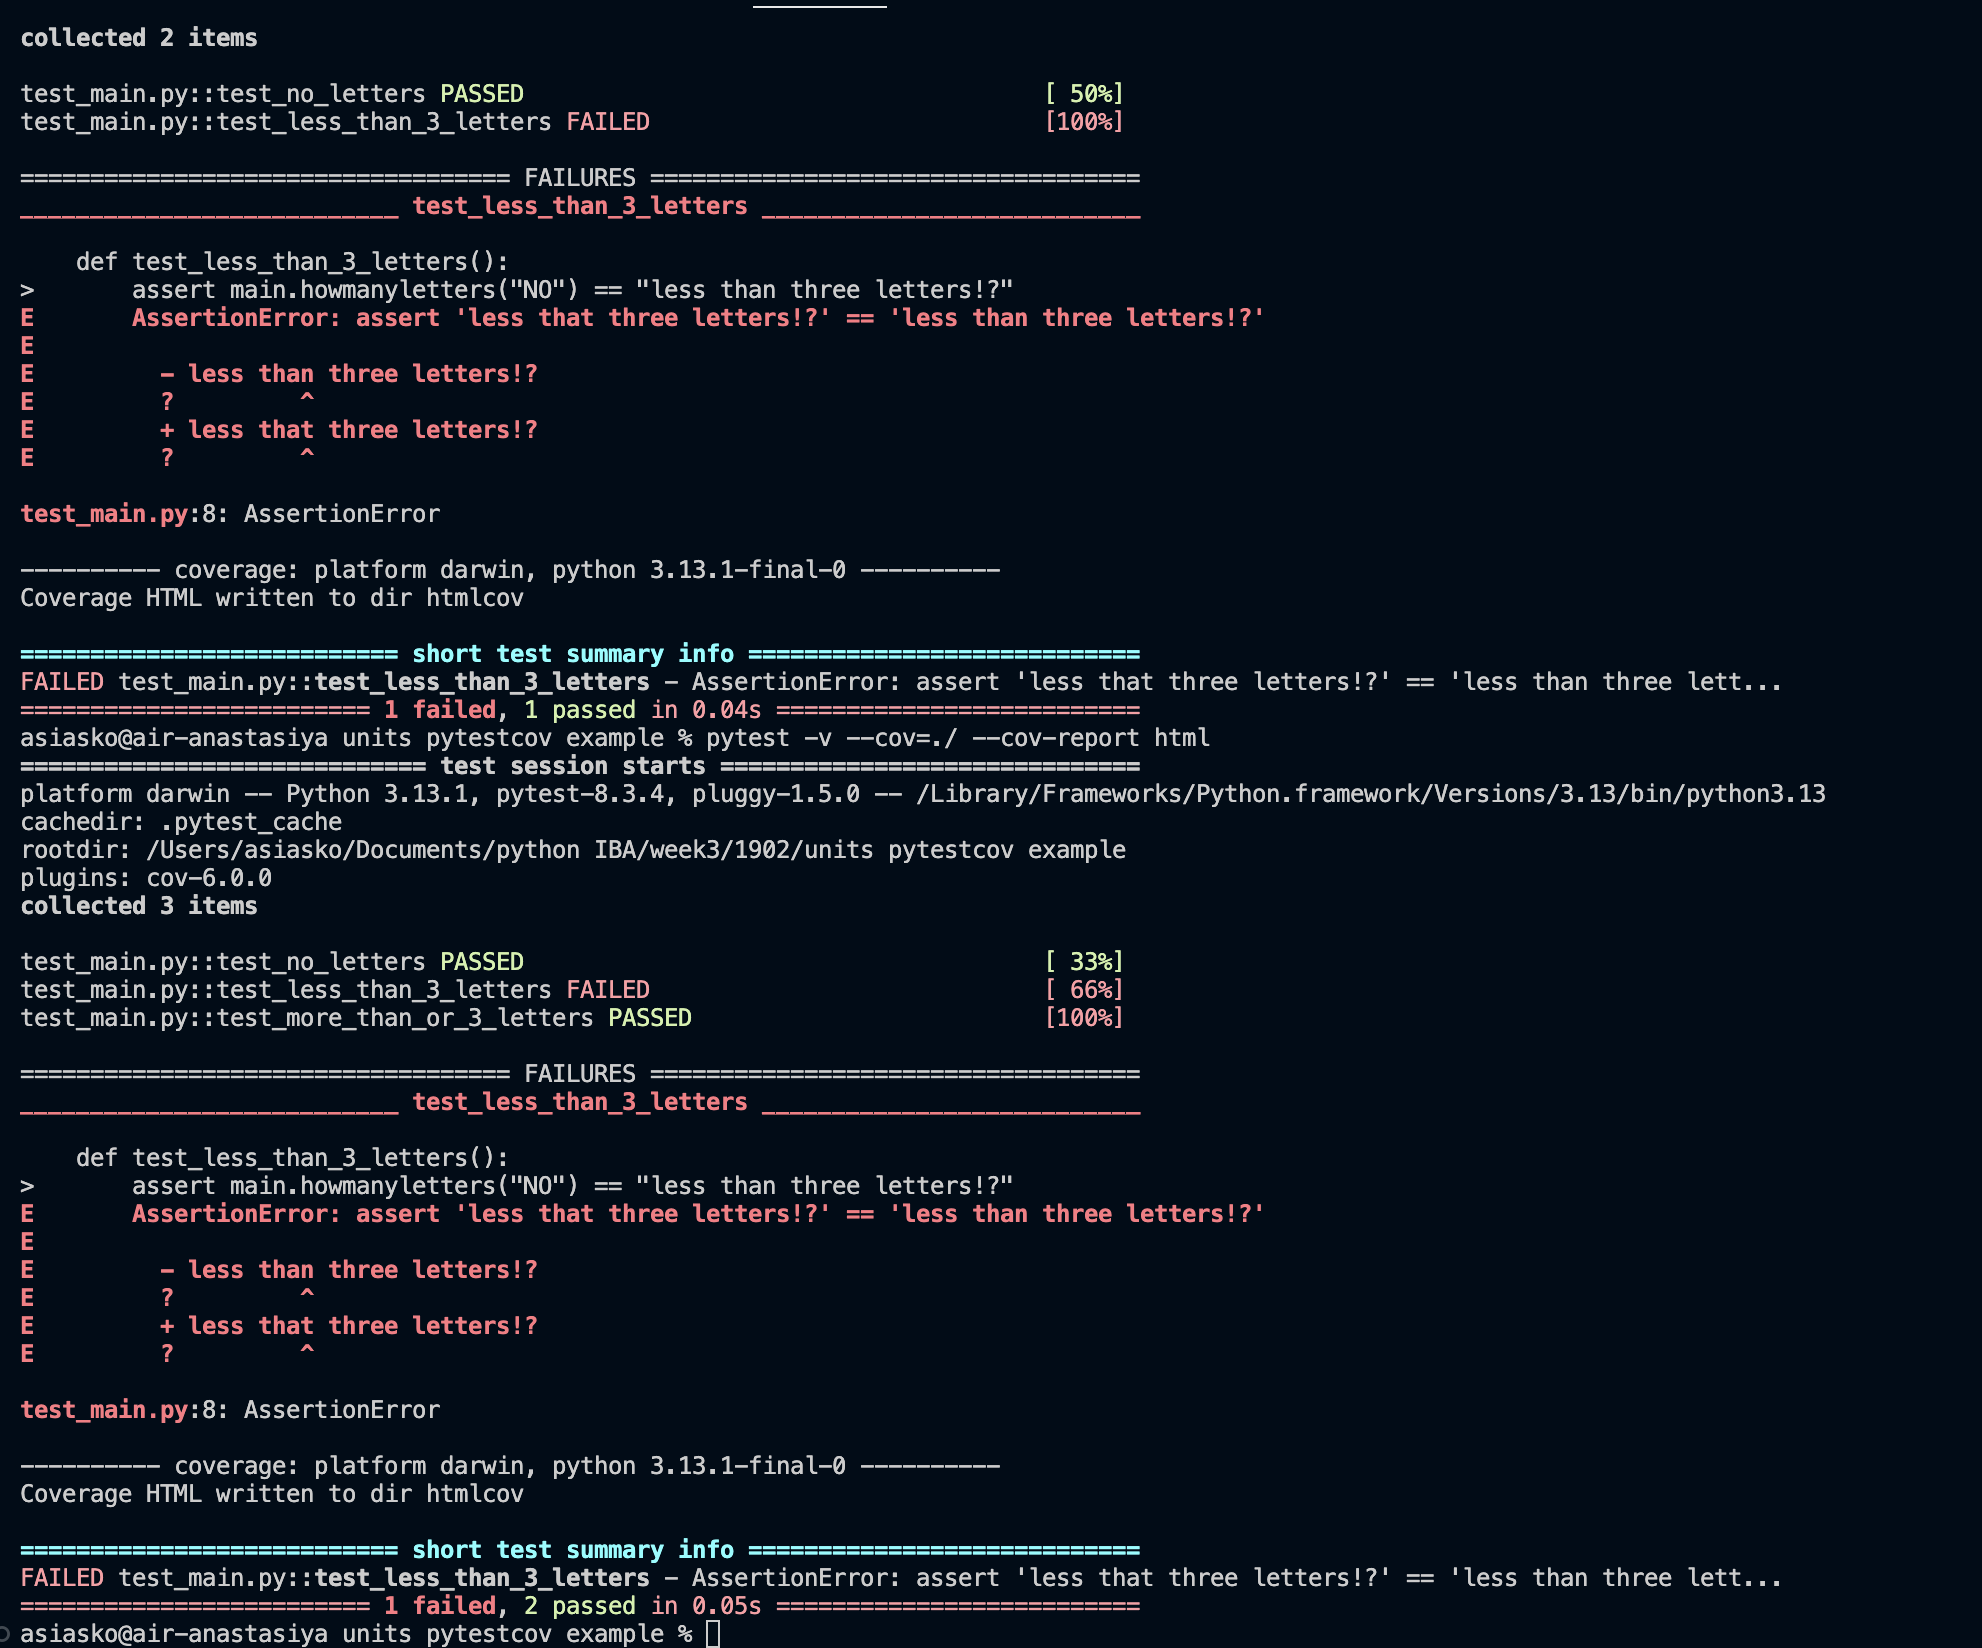 collected 2 items
test_main.py::test_no_letters PASSED [ 50%]
test_main.py::test_less_than_3_letters FAILED [100%]
=================================== FAILURES ===================================
___________________________ test_less_than_3_letters ___________________________
def test_less_than_3_letters():
> assert main.howmanyletters("NO") == "less than three letters!?"
E AssertionError: assert 'less that three letters!?' == 'less than three letters!?'
E
E - less than three letters!?
E ? ^
E + less that three letters!?
E ? ^
test_main.py:8: AssertionError
---------- coverage: platform darwin, python 3.13.1-final-0 ----------
Coverage HTML written to dir htmlcov
=========================== short test summary info ============================
FAILED test_main.py::test_less_than_3_letters - AssertionError: assert 'less that three letters!?' == 'less than three lett...
========================= 1 failed, 1 passed in 0.04s ==========================
asiasko@air-anastasiya units pytestcov example % pytest -v --cov=./ --cov-report html
============================= test session starts ==============================
platform darwin -- Python 3.13.1, pytest-8.3.4, pluggy-1.5.0 -- /Library/Frameworks/Python.framework/Versions/3.13/bin/python3.13
cachedir: .pytest_cache
rootdir: /Users/asiasko/Documents/python IBA/week3/1902/units pytestcov example
plugins: cov-6.0.0
collected 3 items
test_main.py::test_no_letters PASSED [ 33%]
test_main.py::test_less_than_3_letters FAILED [ 66%]
test_main.py::test_more_than_or_3_letters PASSED [100%]
=================================== FAILURES ===================================
___________________________ test_less_than_3_letters ___________________________
def test_less_than_3_letters():
> assert main.howmanyletters("NO") == "less than three letters!?"
E AssertionError: assert 'less that three letters!?' == 'less than three letters!?'
E
E - less than three letters!?
E ? ^
E + less that three letters!?
E ? ^
test_main.py:8: AssertionError
---------- coverage: platform darwin, python 3.13.1-final-0 ----------
Coverage HTML written to dir htmlcov
=========================== short test summary info ============================
FAILED test_main.py::test_less_than_3_letters - AssertionError: assert 'less that three letters!?' == 'less than three lett...
========================= 1 failed, 2 passed in 0.05s ==========================
asiasko@air-anastasiya units pytestcov example %